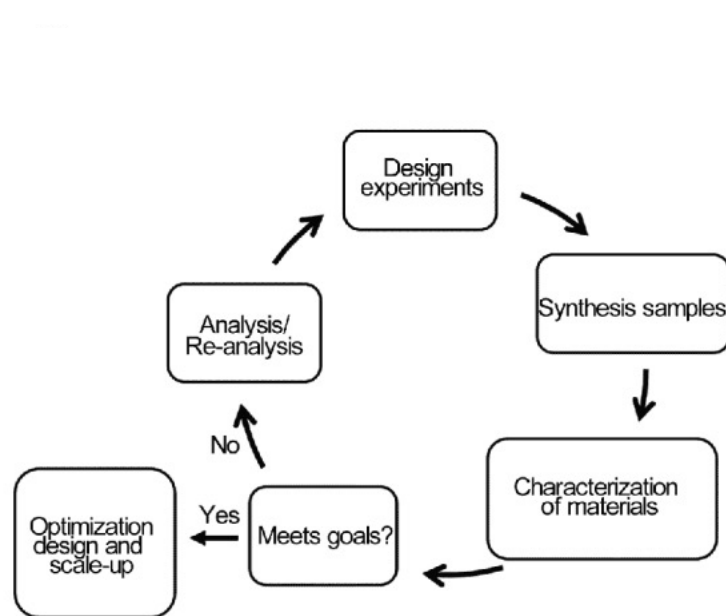 Design
experiments
Synthesis samples
Characterization
of materials
Meets goals?
Yes
Optimization
design and
scale-up
No
Analysis/
Re-analysis